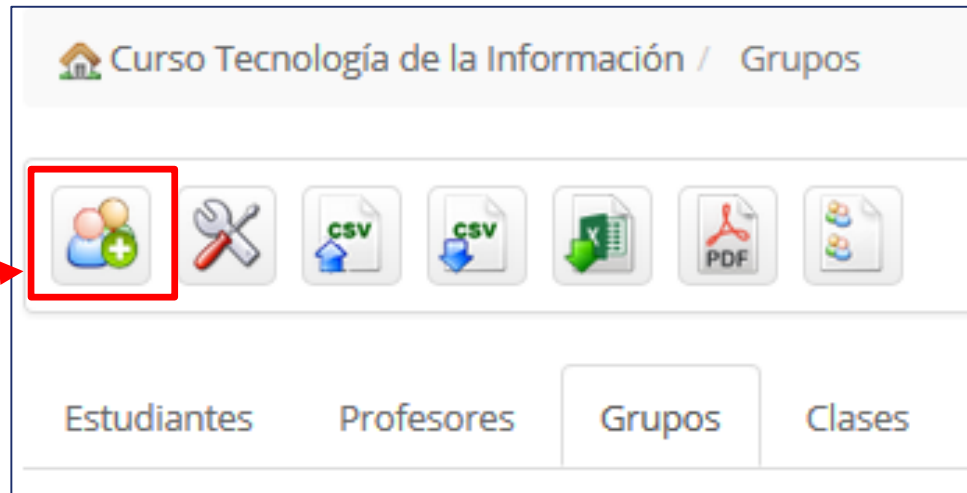 Curso Tecnología de la Información / Grupos
CSV CSV X PDF
Estudiantes Profesores Grupos Clases